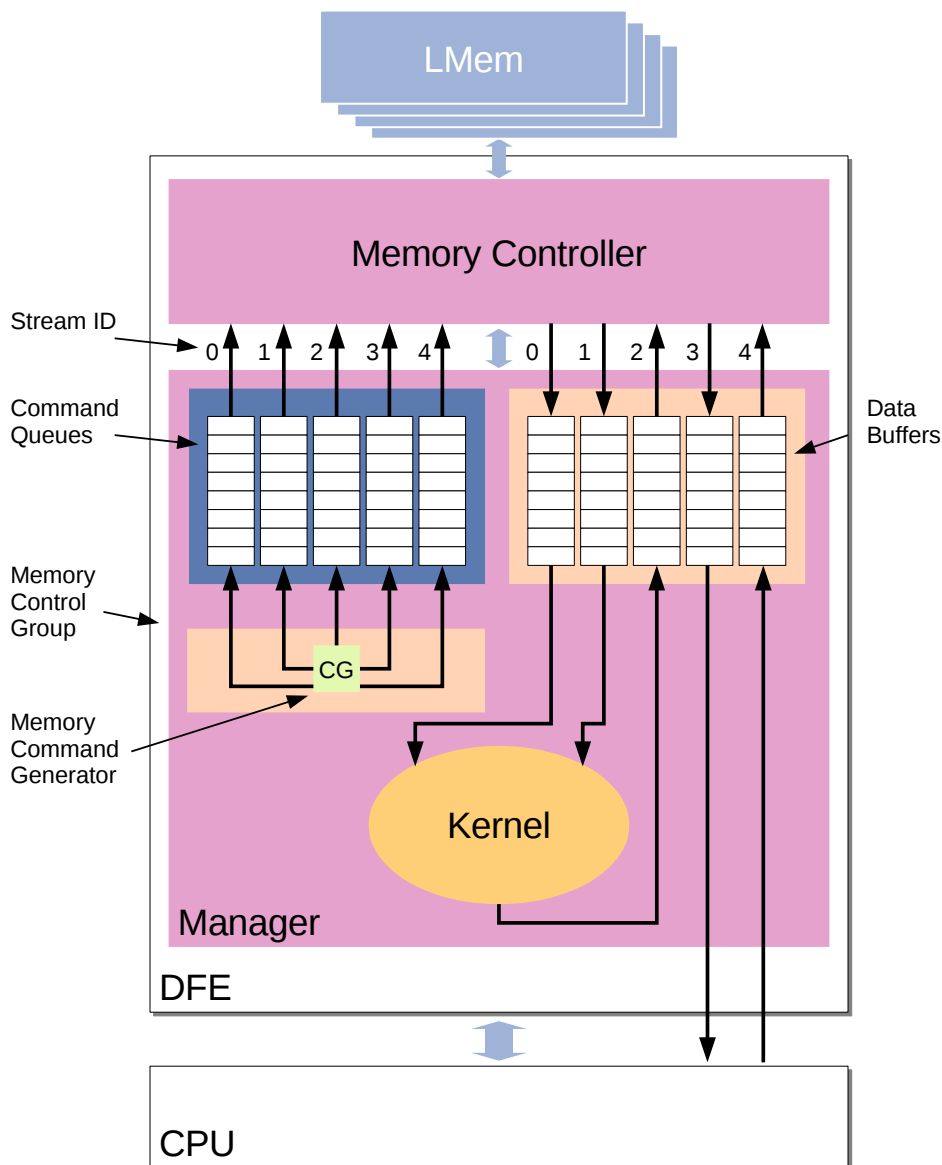 LMem
Memory Controller
Stream ID
0 1 2 3 4 0 1 2 3 4
Command
Queues
Data
Buffers
Memory
Control
Group
CG
Memory
Command
Generator
Kernel
Manager
DFE
CPU